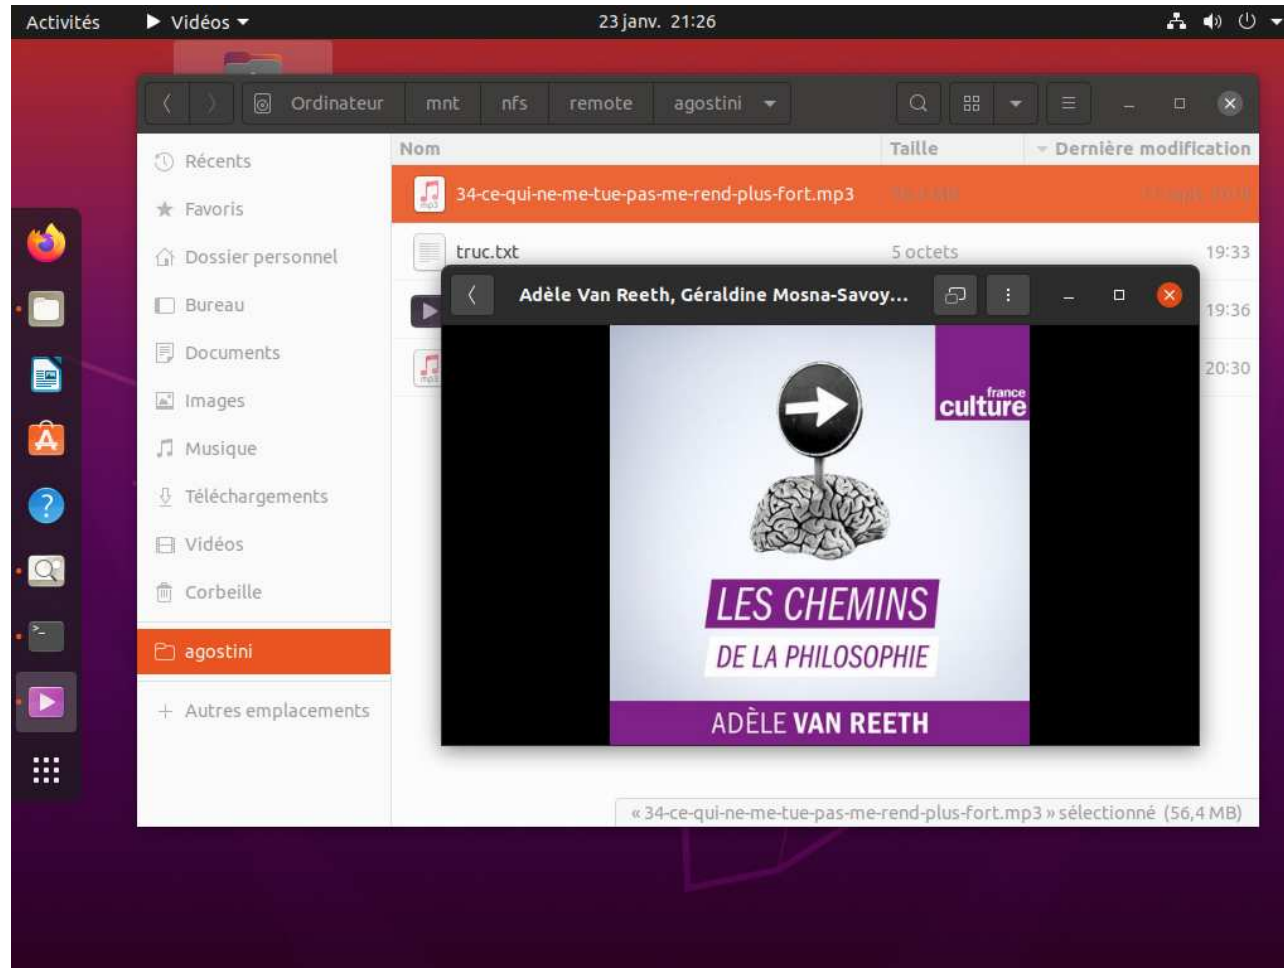 Activités
Vidéos
23 janv. 21:26
Ordinateur mnt nfs remote agostini
Récents
Favoris
Dossier personnel
Bureau
Documents
Images
Musique
Téléchargements
Vidéos
Corbeille
agostini
+ Autres emplacements
Nom Taille Dernière modification
34-ce-qui-ne-me-tue-pas-me-rend-plus-fort.mp3
mp3
truc.txt 5 octets 19:33
19:36
mp3
20:30
Adèle Van Reeth, Géraldine Mosna-Savoy...
france
culture
LES CHEMINS
DE LA PHILOSOPHIE
ADÈLE VAN REETH
« 34-ce-qui-ne-me-tue-pas-me-rend-plus-fort.mp3 » sélectionné (56,4 MB)